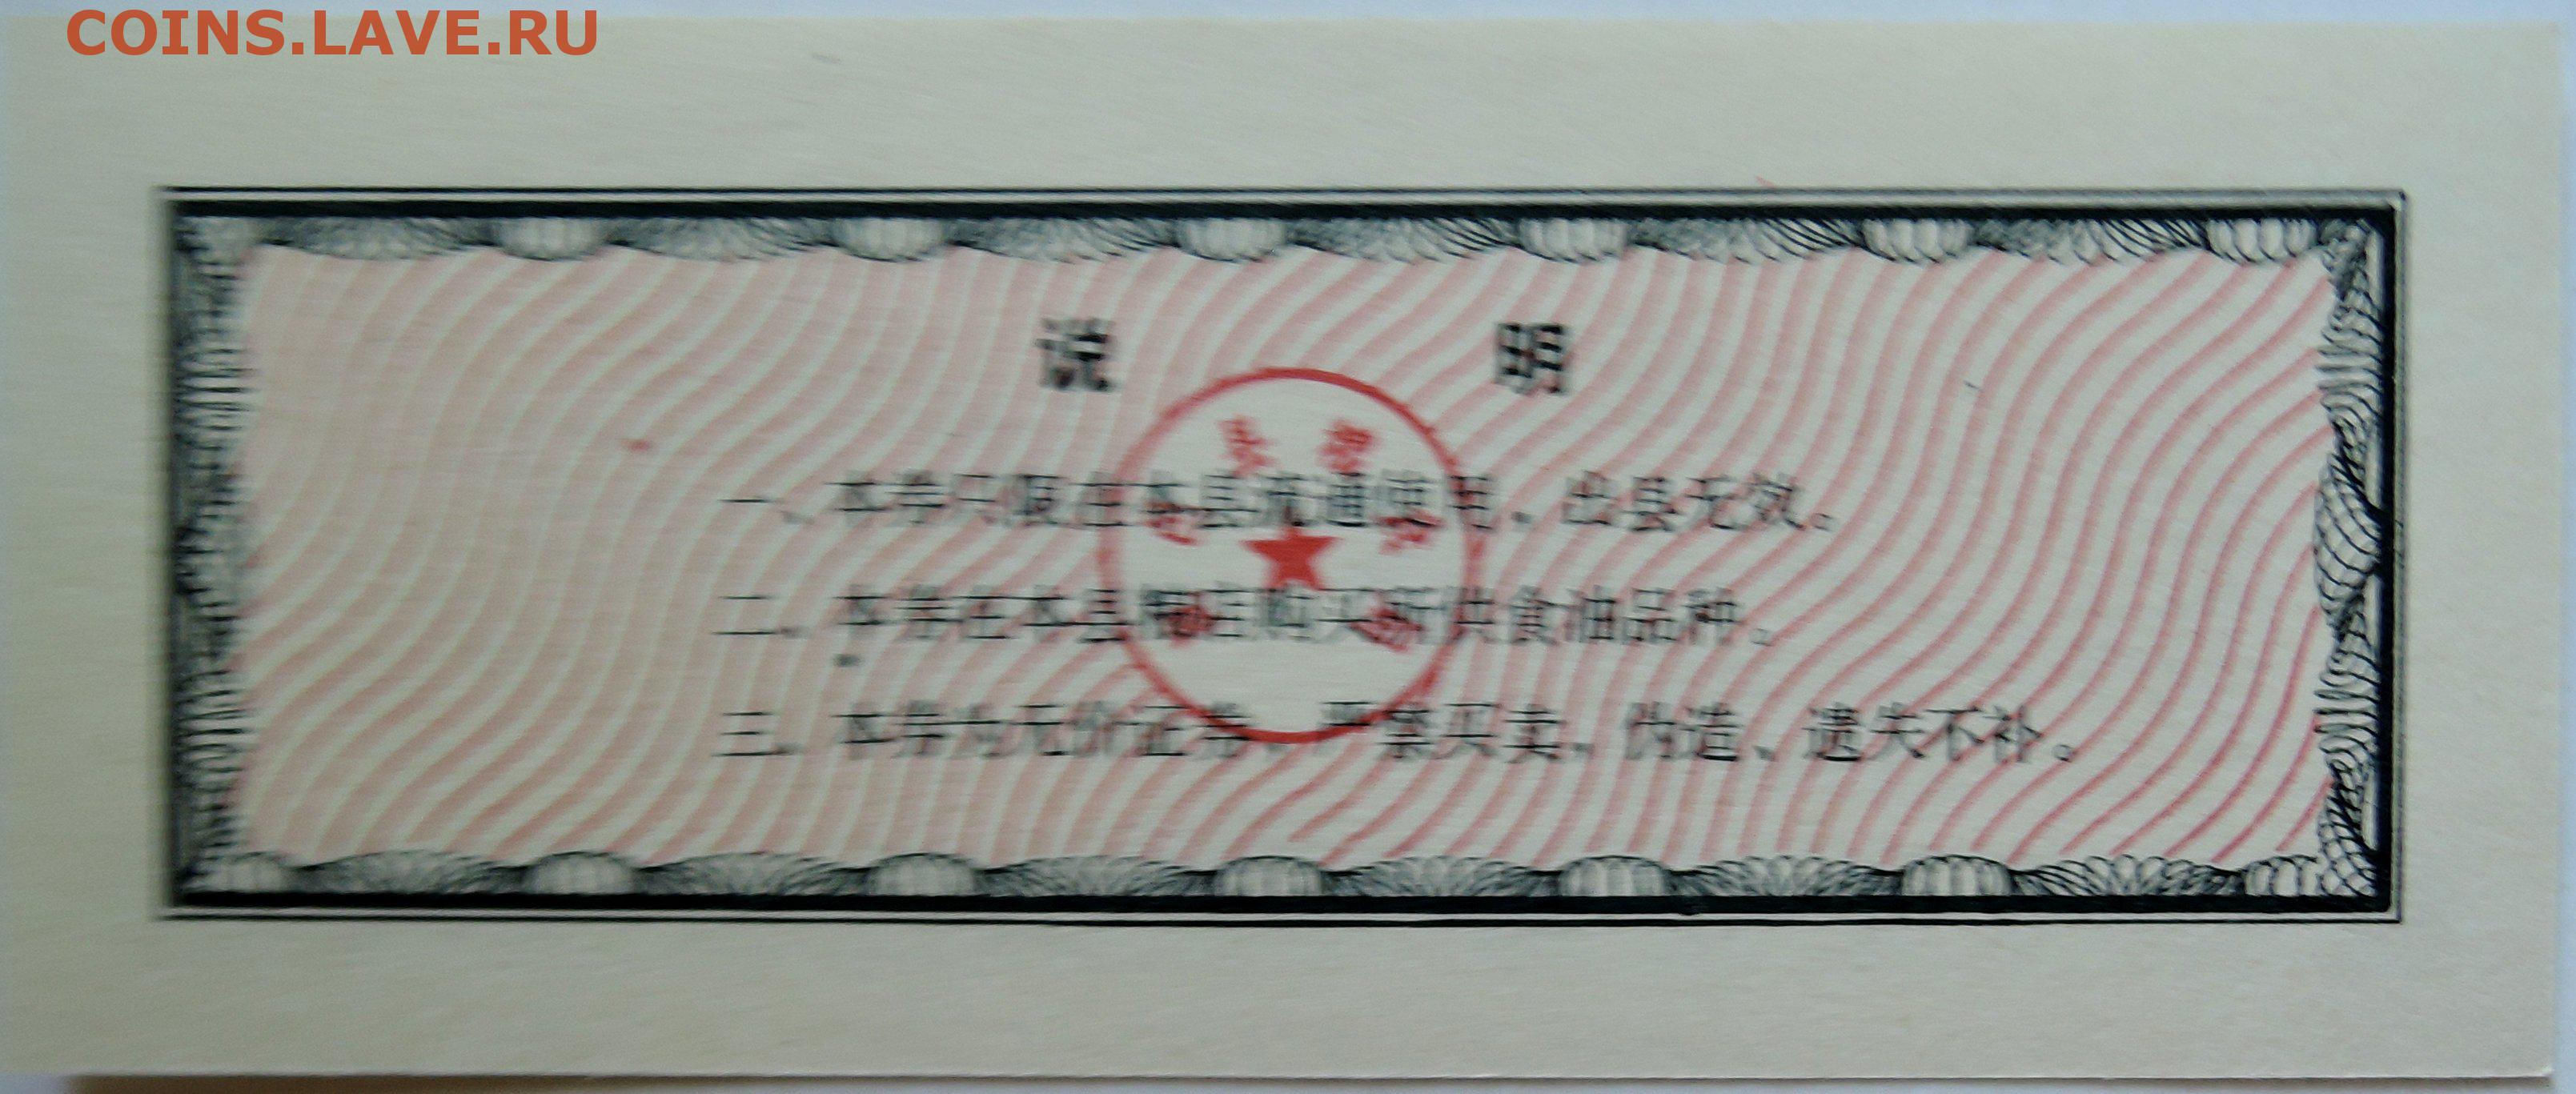 COINS.LAVE.RU
说 明
一、本券只限在本县流通使用，出县无效。
二、本券在本县粮店购买所供食油品种。
三、本券为无价证券，严禁买卖，伪造、遗失不补。